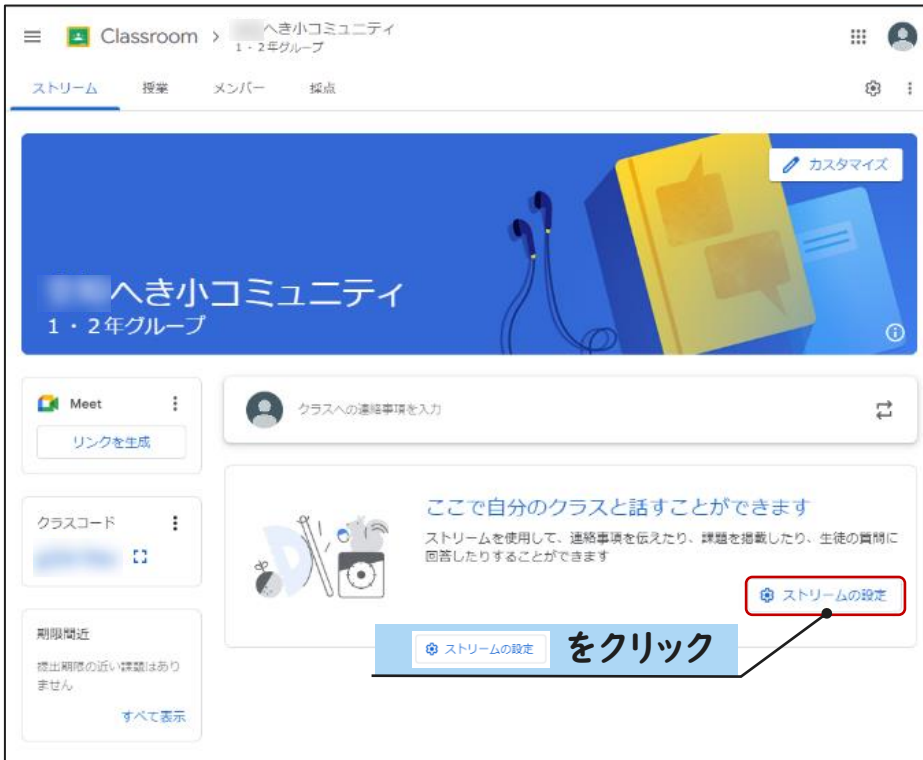 Classroom > へき小コミュニティ
1・2年グループ
ストリーム 授業 メンバー 採点
カスタマイズ
へき小コミュニティ
1・2年グループ
Meet
リンクを生成
クラスへの連絡事項を入力
クラスコード
ここで自分のクラスと話すことができます
ストリームを使用して、連絡事項を伝えたり、課題を掲載したり、生徒の質問に
回答したりすることができます
ストリームの設定
ストリームの設定 をクリック
期限間近
提出期限の近い課題はあり
ません
すべて表示